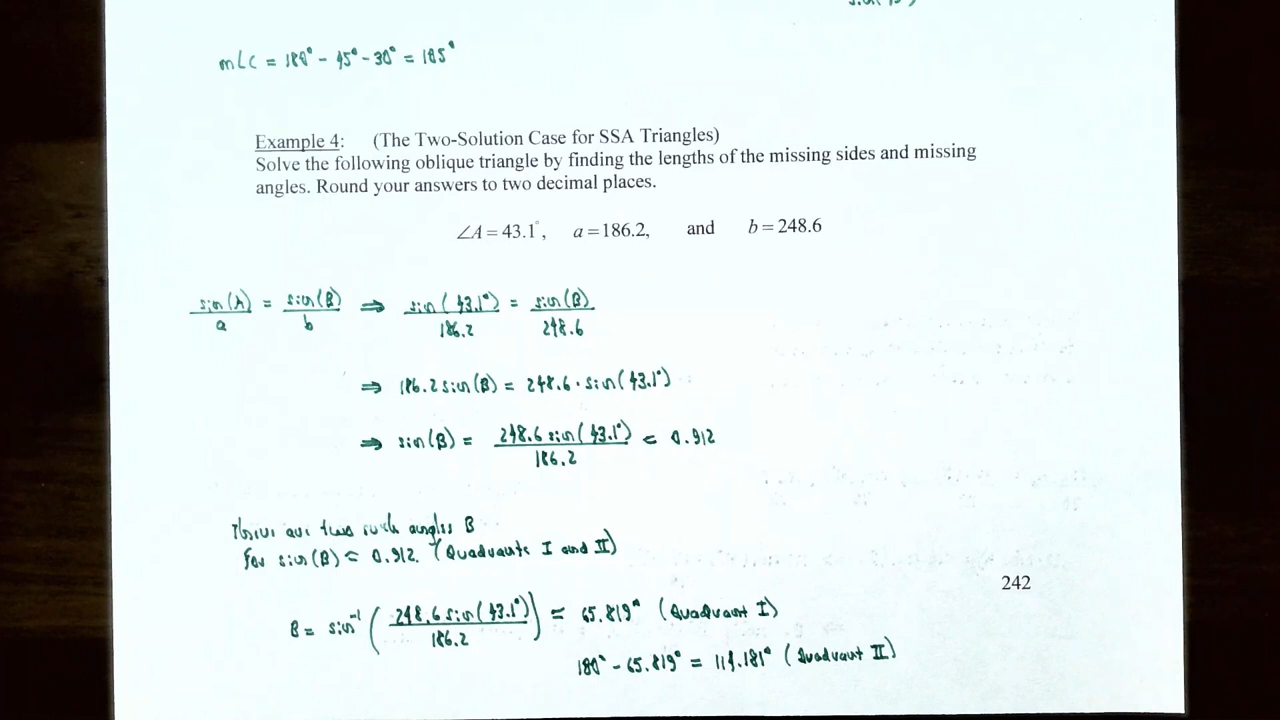 m∠C = 180° - 45° - 30° = 105°
Example 4: (The Two-Solution Case for SSA Triangles)
Solve the following oblique triangle by finding the lengths of the missing sides and missing
angles. Round your answers to two decimal places.
∠A = 43.1°, a = 186.2, and b = 248.6
sin(A)/a = sin(B)/b ⇒ sin(43.1°)/186.2 = sin(B)/248.6
⇒ 186.2 sin(B) = 248.6 · sin(43.1°)
⇒ sin(B) = 248.6 sin(43.1°)/186.2 ≈ 0.912
There are two such angles B
for sin(B) ≈ 0.912. (Quadrants I and II)
242
B = sin⁻¹(248.6 sin(43.1°)/186.2) ≈ 65.819° (Quadrant I)
180° - 65.819° = 114.181° (Quadrant II)